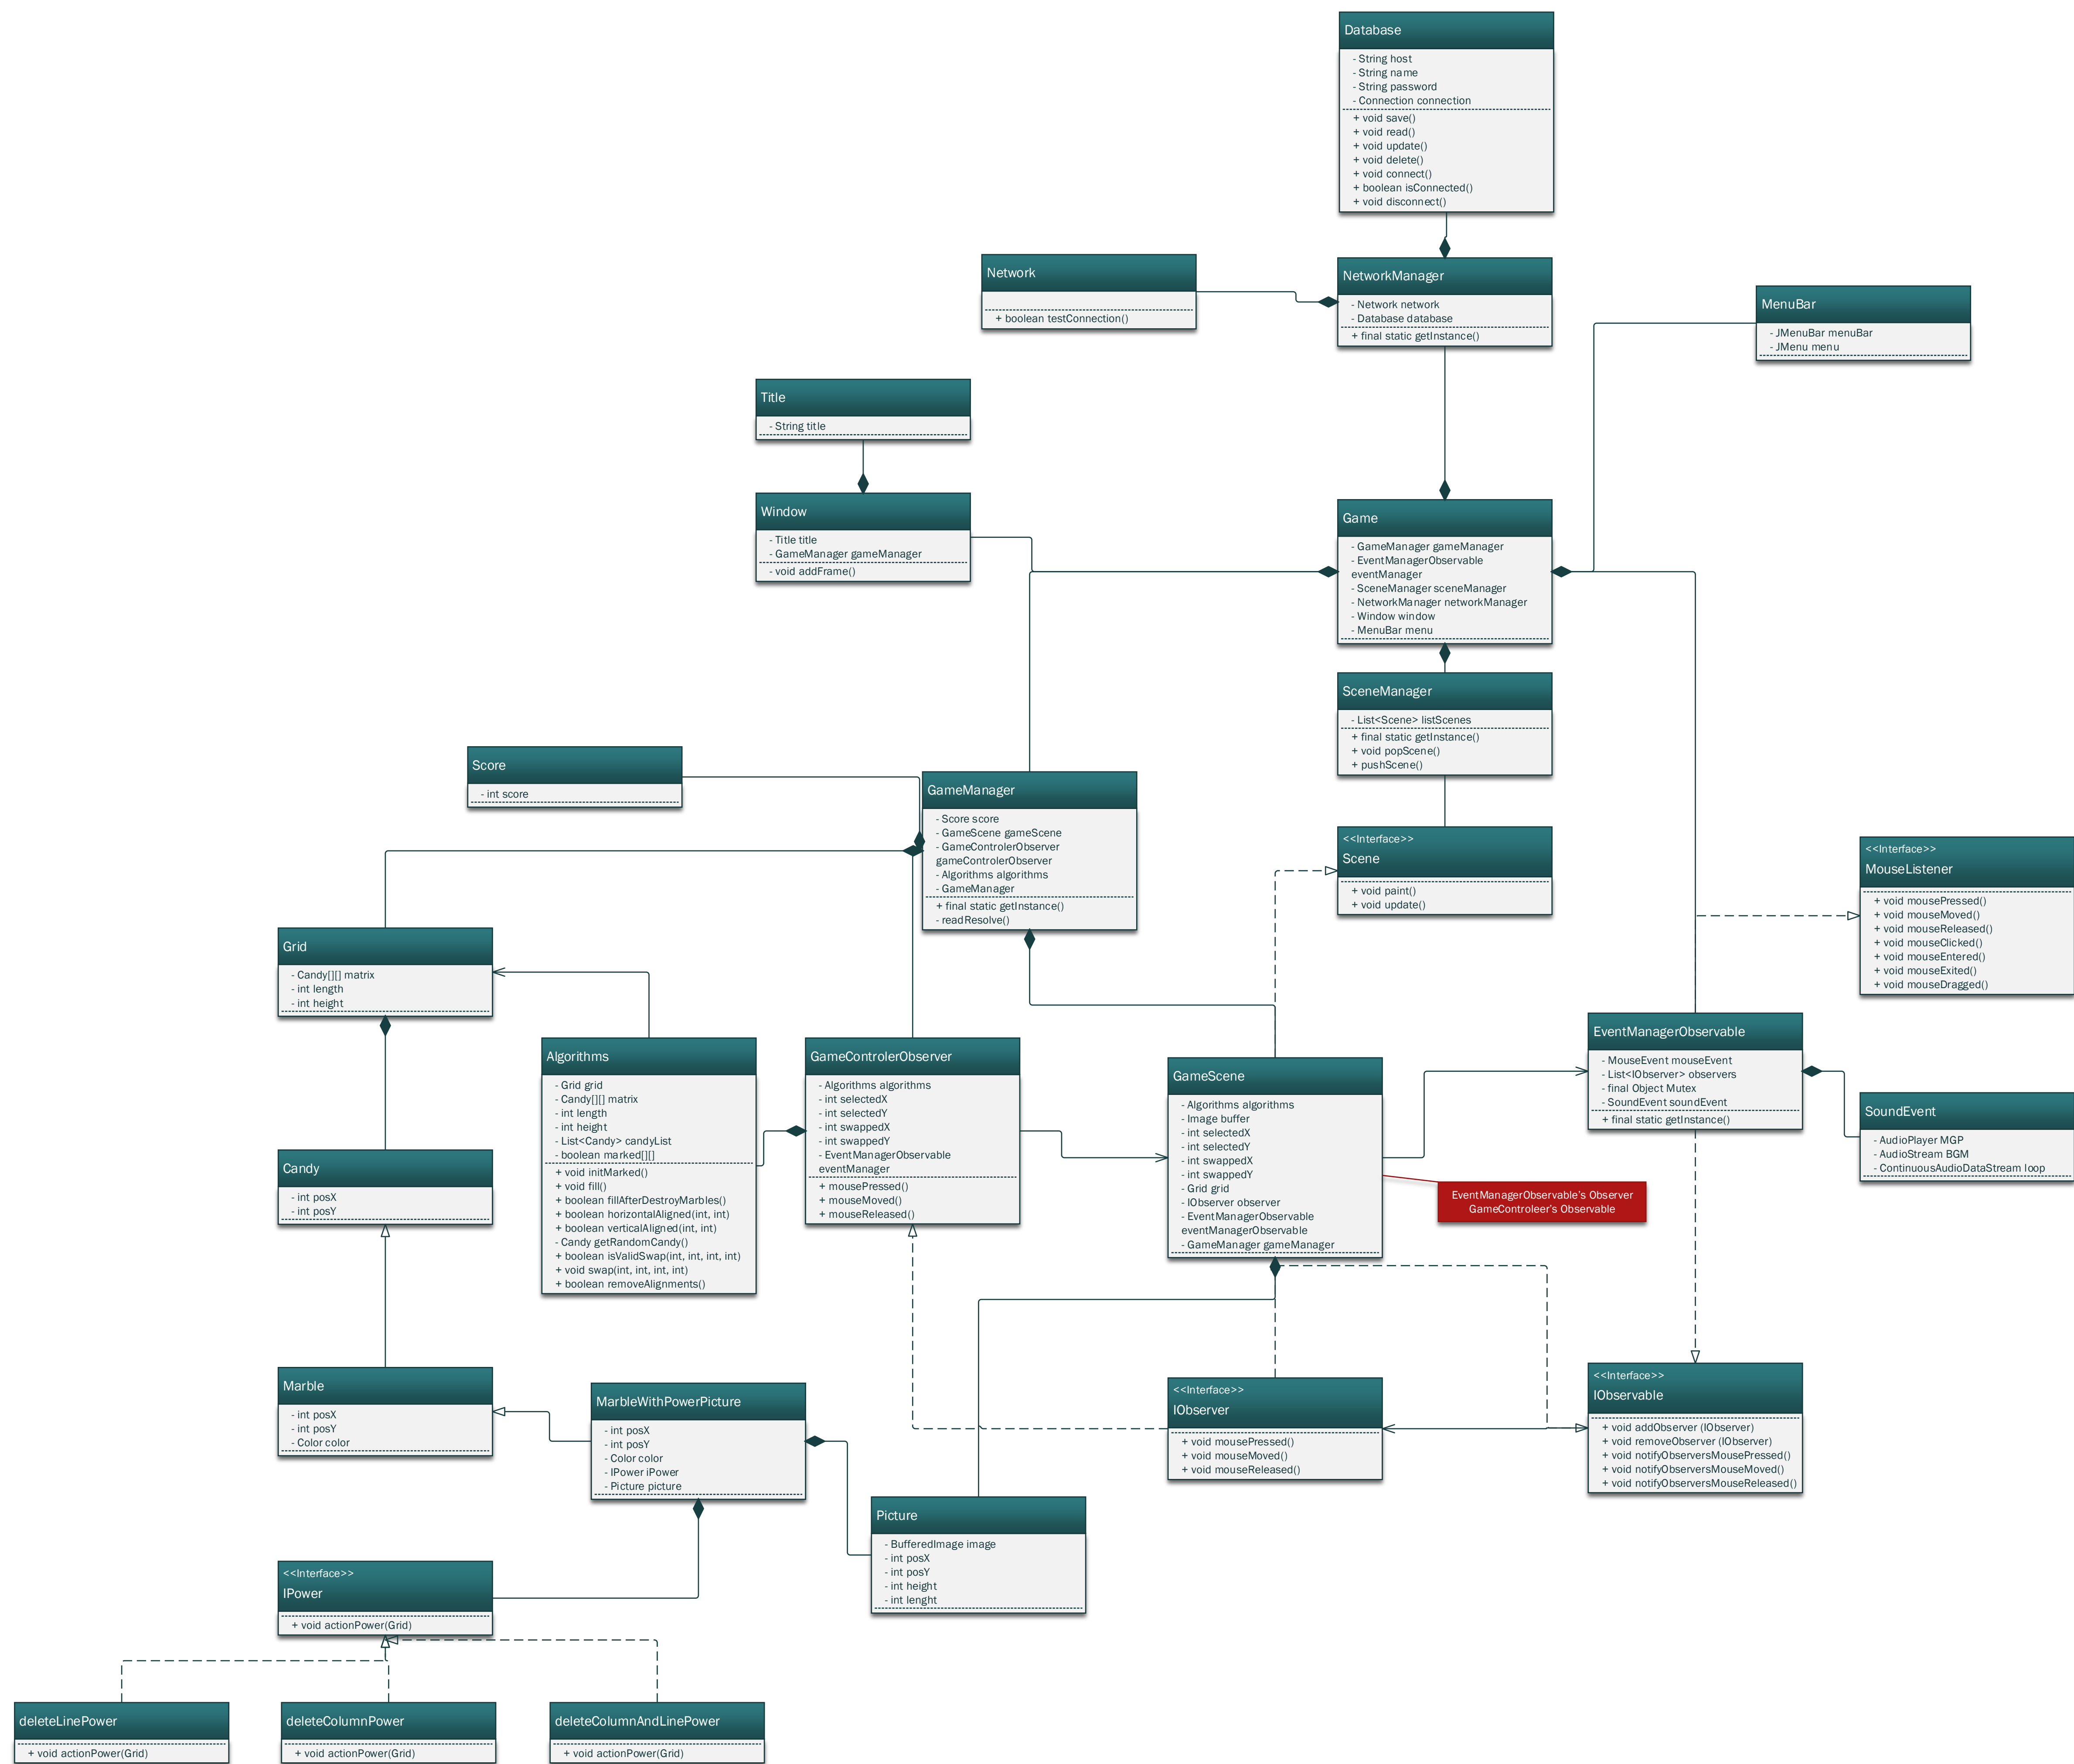 Database
- String host
- String name
- String password
- Connection connection
+ void save()
+ void read()
+ void update()
+ void delete()
+ void connect()
+ boolean isConnected()
+ void disconnect()
Network
+ boolean testConnection()
NetworkManager
- Network network
- Database database
+ final static getInstance()
MenuBar
- JMenuBar menuBar
- JMenu menu
Title
- String title
Window
- Title title
- GameManager gameManager
- void addFrame()
Game
- GameManager gameManager
- EventManagerObservable
eventManager
- SceneManager sceneManager
- NetworkManager networkManager
- Window window
- MenuBar menu
SceneManager
- List<Scene> listScenes
+ final static getInstance()
+ void popScene()
+ pushScene()
Score
- int score
GameManager
- Score score
- GameScene gameScene
- GameControlerObserver
gameControlerObserver
- Algorithms algorithms
- GameManager
+ final static getInstance()
- readResolve()
<<Interface>>
Scene
+ void paint()
+ void update()
<<Interface>>
MouseListener
+ void mousePressed()
+ void mouseMoved()
+ void mouseReleased()
+ void mouseClicked()
+ void mouseEntered()
+ void mouseExited()
+ void mouseDragged()
Grid
- Candy[][] matrix
- int length
- int height
Algorithms
- Grid grid
- Candy[][] matrix
- int length
- int height
- List<Candy> candyList
- boolean marked[][]
+ void initMarked()
+ void fill()
+ boolean fillAfterDestroyMarbles()
+ boolean horizontalAligned(int, int)
+ boolean verticalAligned(int, int)
- Candy getRandomCandy()
+ boolean isValidSwap(int, int, int, int)
+ void swap(int, int, int, int)
+ boolean removeAlignments()
GameControlerObserver
- Algorithms algorithms
- int selectedX
- int selectedY
- int swappedX
- int swappedY
- EventManagerObservable
eventManager
+ mousePressed()
+ mouseMoved()
+ mouseReleased()
GameScene
- Algorithms algorithms
- Image buffer
- int selectedX
- int selectedY
- int swappedX
- int swappedY
- Grid grid
- IObserver observer
- EventManagerObservable
eventManagerObservable
- GameManager gameManager
EventManagerObservable
- MouseEvent mouseEvent
- List<IObserver> observers
- final Object Mutex
- SoundEvent soundEvent
+ final static getInstance()
SoundEvent
- AudioPlayer MGP
- AudioStream BGM
- ContinuousAudioDataStream loop
EventManagerObservable's Observer
GameControleer's Observable
Candy
- int posX
- int posY
Marble
- int posX
- int posY
- Color color
MarbleWithPowerPicture
- int posX
- int posY
- Color color
- IPower iPower
- Picture picture
<<Interface>>
IObserver
+ void mousePressed()
+ void mouseMoved()
+ void mouseReleased()
<<Interface>>
IObservable
+ void addObserver (IObserver)
+ void removeObserver (IObserver)
+ void notifyObserversMousePressed()
+ void notifyObserversMouseMoved()
+ void notifyObserversMouseReleased()
Picture
- BufferedImage image
- int posX
- int posY
- int height
- int lenght
<<Interface>>
IPower
+ void actionPower(Grid)
deleteLinePower
+ void actionPower(Grid)
deleteColumnPower
+ void actionPower(Grid)
deleteColumnAndLinePower
+ void actionPower(Grid)